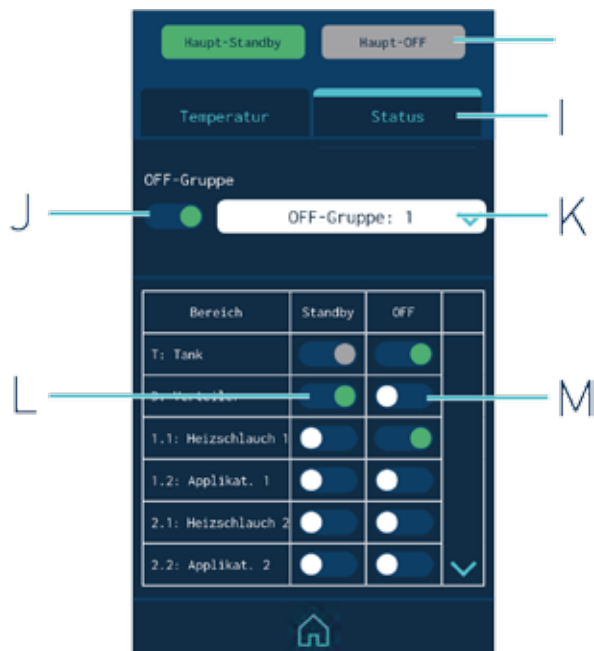 Haupt-Standby Haupt-OFF
Temperatur Status I
OFF-Gruppe
J OFF-Gruppe: 1 K
Bereich Standby OFF
T: Tank
L D: Verteiler M
1.1: Heizschlauch 1
1.2: Applikat. 1
2.1: Heizschlauch 2
2.2: Applikat. 2